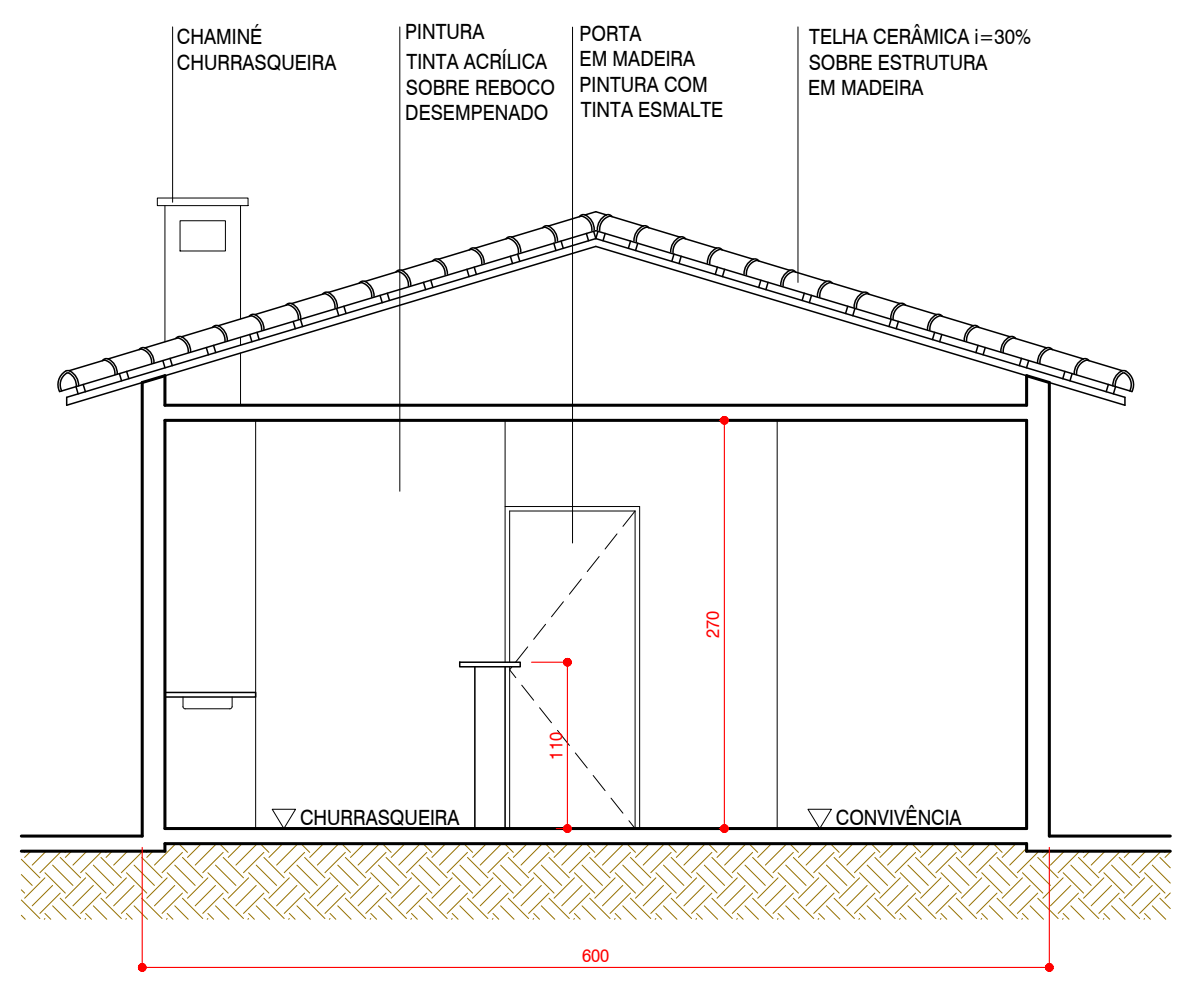 CHAMINÉ
CHURRASQUEIRA
PINTURA
TINTA ACRÍLICA
SOBRE REBOCO
DESEMPENADO
PORTA
EM MADEIRA
PINTURA COM
TINTA ESMALTE
TELHA CERÂMICA i=30%
SOBRE ESTRUTURA
EM MADEIRA
270
110
CHURRASQUEIRA
CONVIVÊNCIA
600